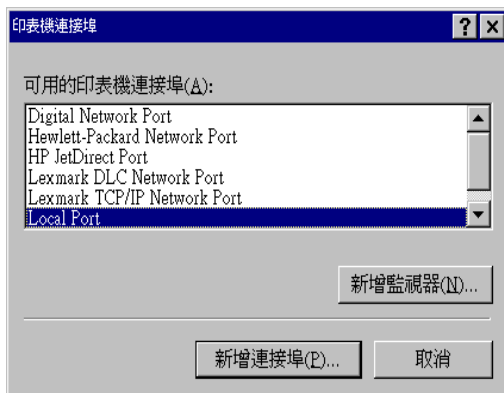 印表機連接埠
可用的印表機連接埠(A):
Digital Network Port
Hewlett-Packard Network Port
HP JetDirect Port
Lexmark DLC Network Port
Lexmark TCP/IP Network Port
Local Port
新增監視器(N)...
新增連接埠(P)...
取消